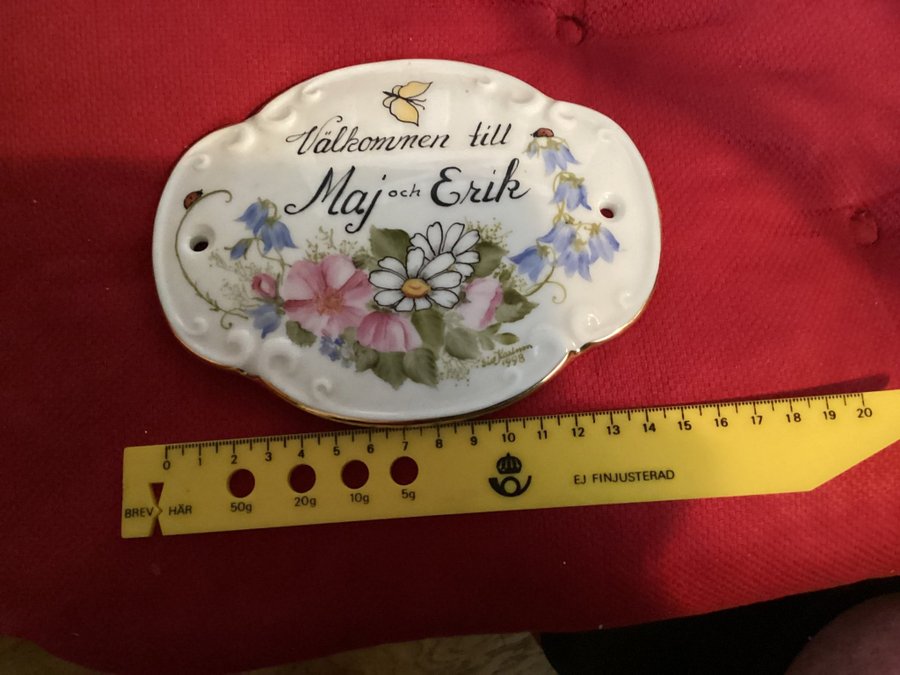 Välkommen till
Maj och Erik
1998
0 1 2 3 4 5 6 7 8 9 10 11 12 13 14 15 16 17 18 19 20
BREV HÄR
50g 20g 10g 5g
EJ FINJUSTERAD